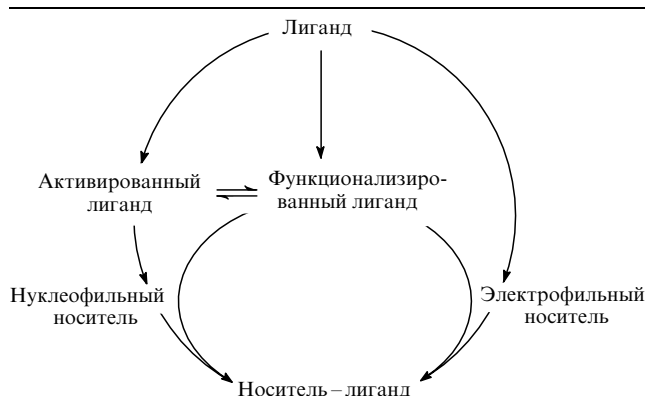 Лиганд
Активированный
лиганд
Функционализиро-
ванный лиганд
Нуклеофильный
носитель
Электрофильный
носитель
Носитель – лиганд